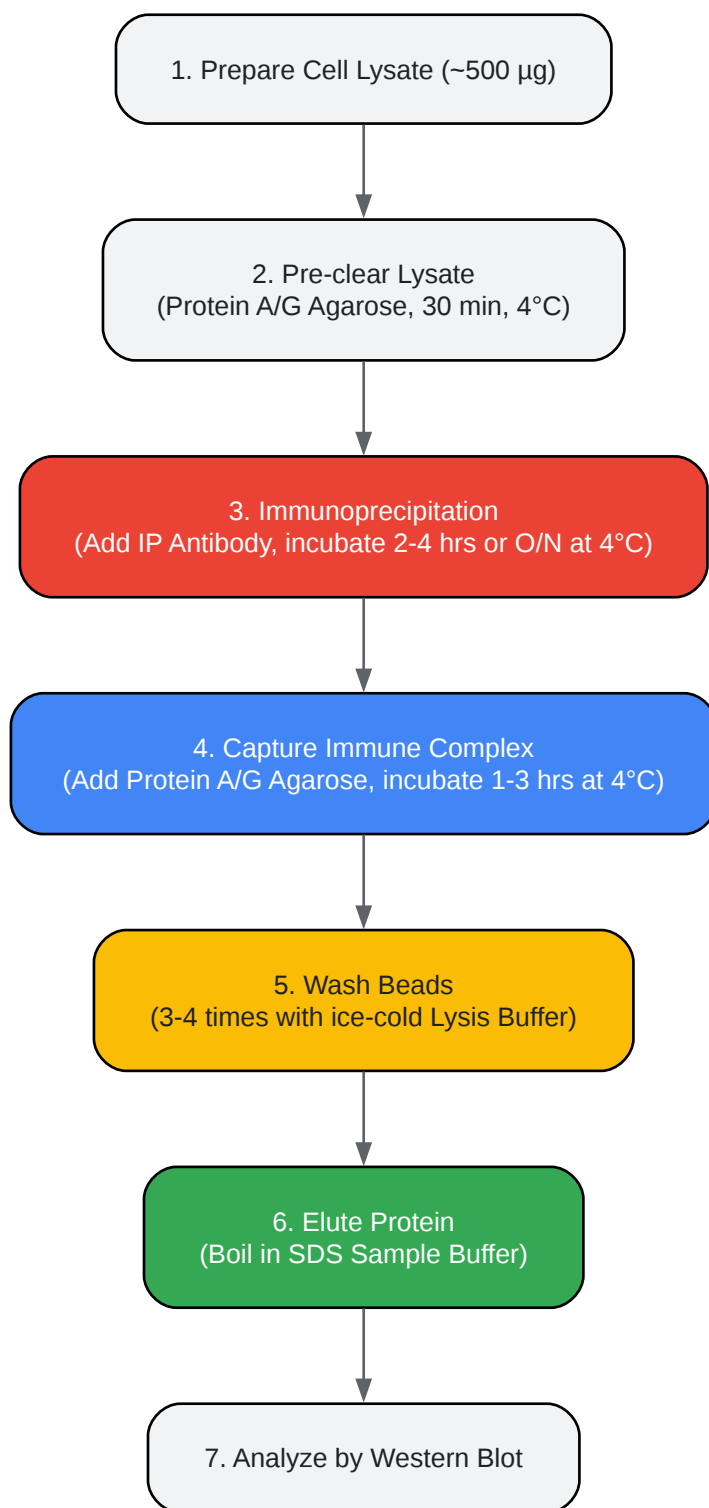 1. Prepare Cell Lysate (~500 µg)
2. Pre-clear Lysate
(Protein A/G Agarose, 30 min, 4°C)
3. Immunoprecipitation
(Add IP Antibody, incubate 2-4 hrs or O/N at 4°C)
4. Capture Immune Complex
(Add Protein A/G Agarose, incubate 1-3 hrs at 4°C)
5. Wash Beads
(3-4 times with ice-cold Lysis Buffer)
6. Elute Protein
(Boil in SDS Sample Buffer)
7. Analyze by Western Blot